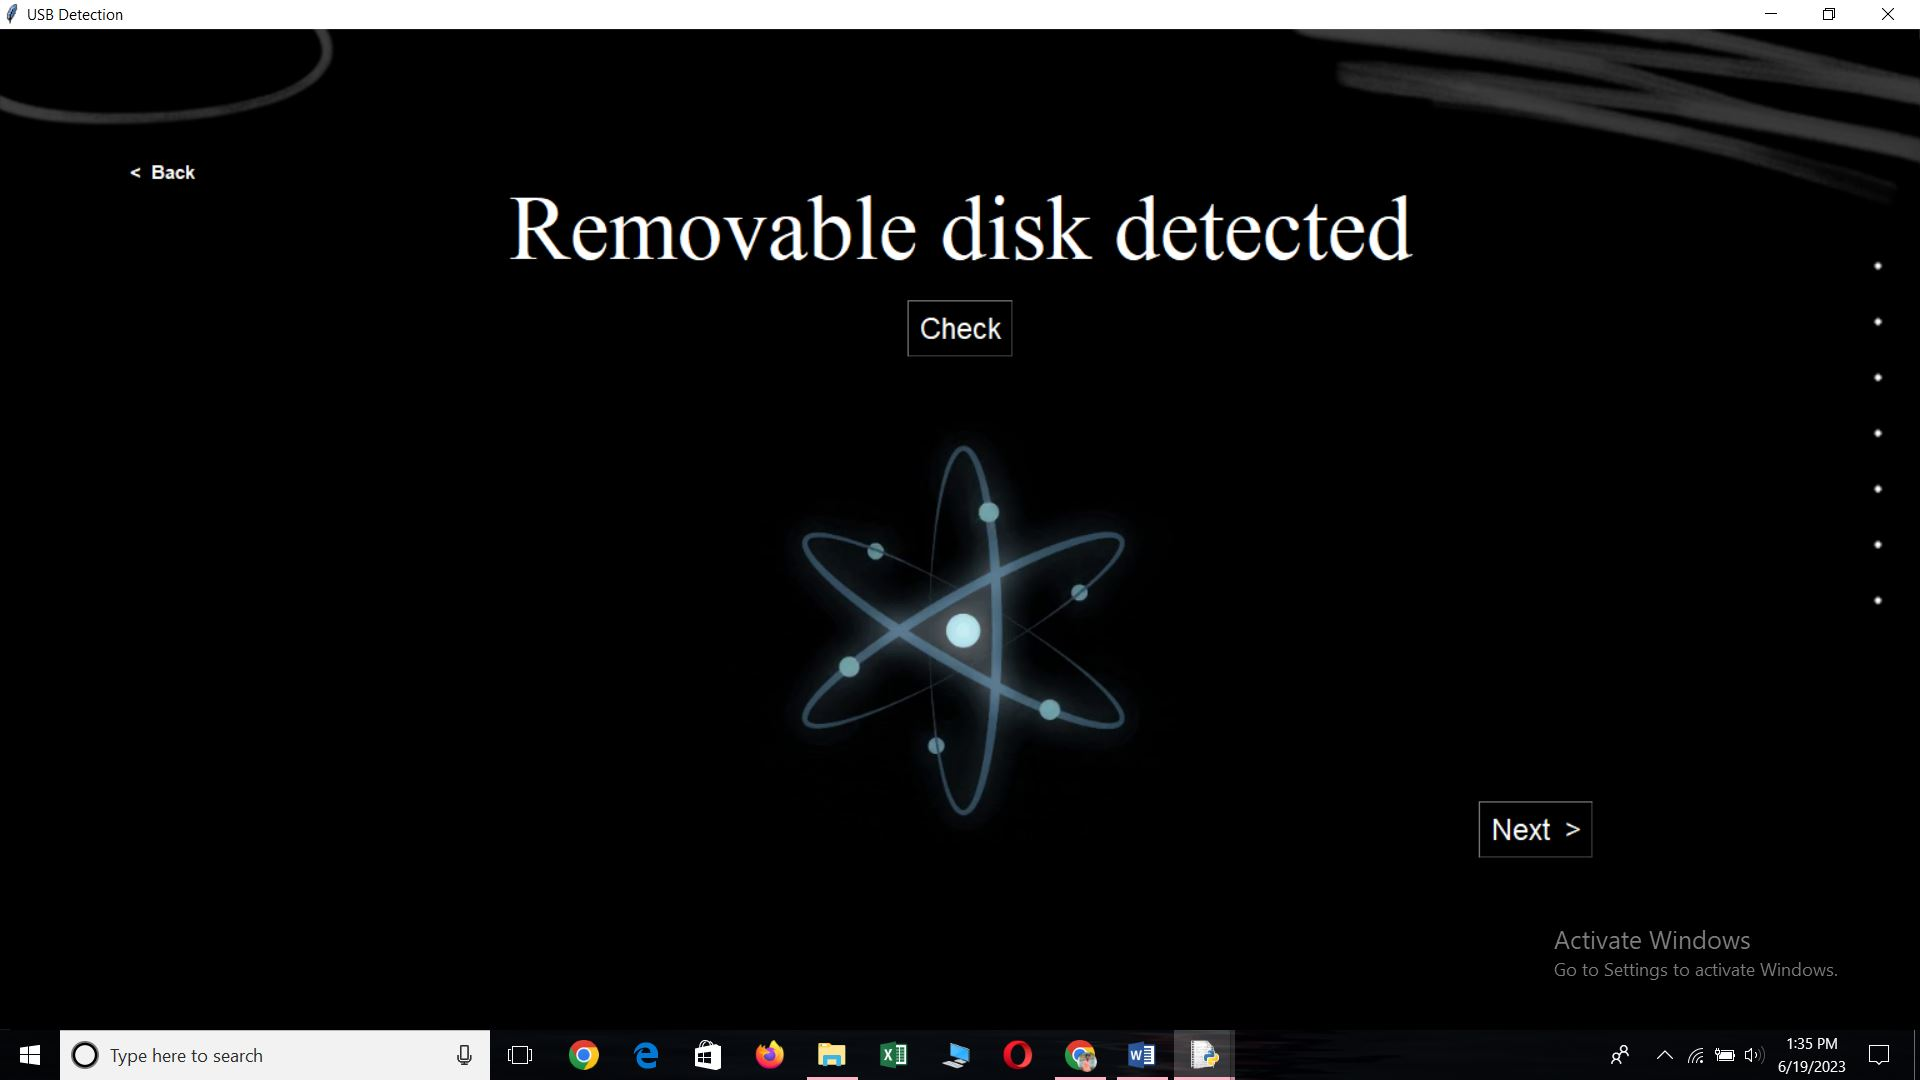 USB Detection
< Back
Removable disk detected
Check
Next >
Activate Windows
Go to Settings to activate Windows.
Type here to search
1:35 PM
6/19/2023